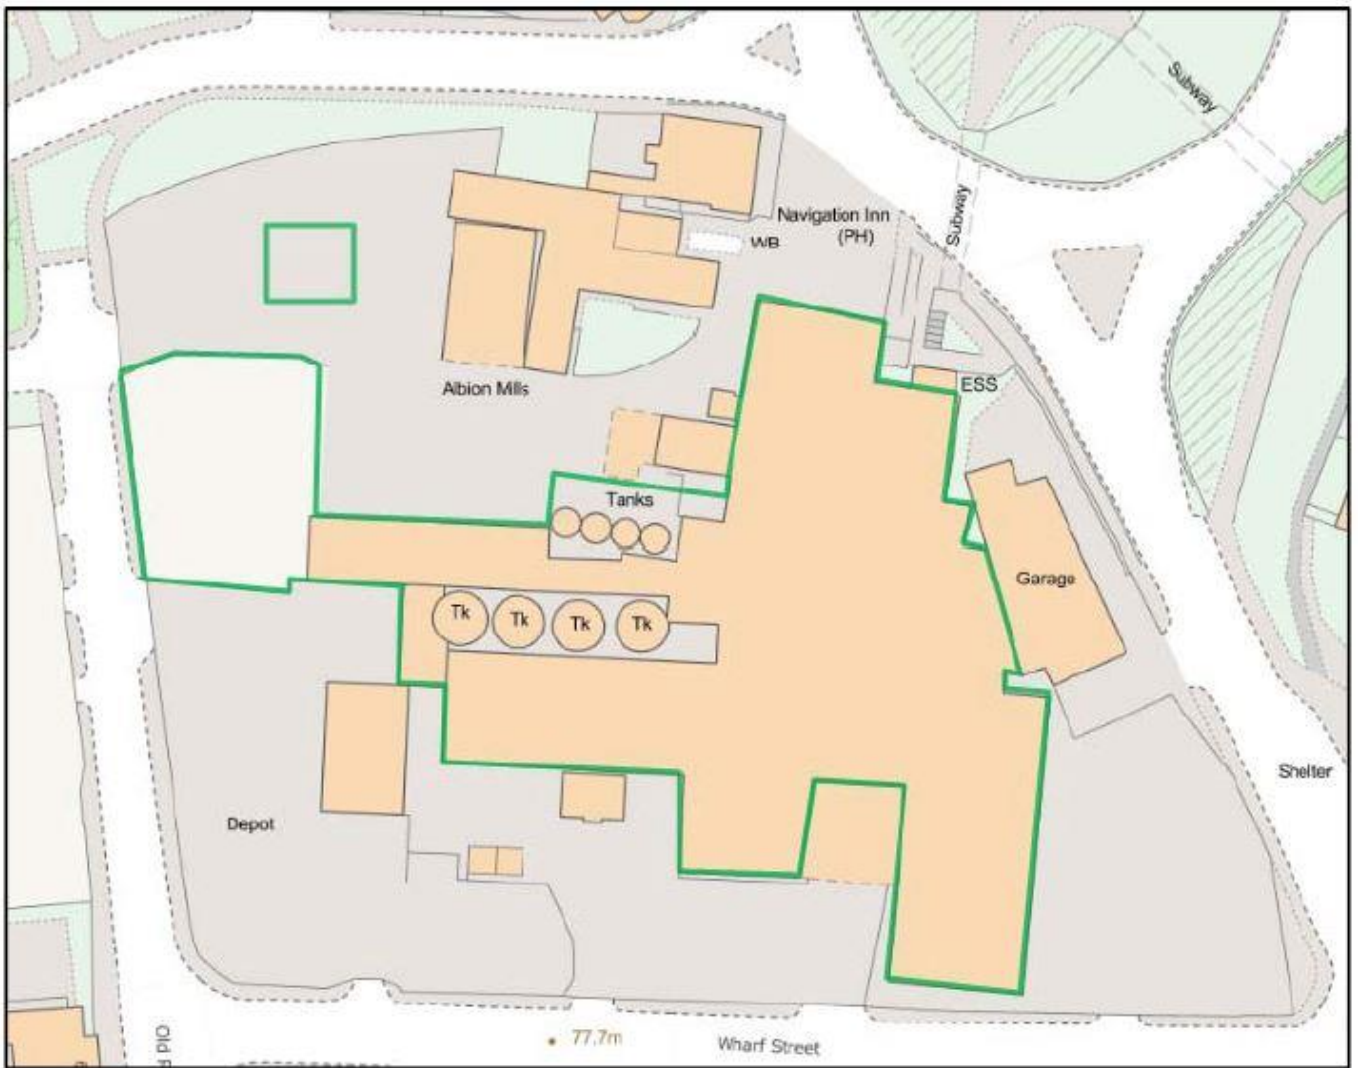 Subway
Subway
Navigation Inn
(PH)
WB
ESS
Albion Mills
Tanks
Garage
Tk
Tk
Tk
Tk
Shelter
Depot
77.7m
Wharf Street
Old